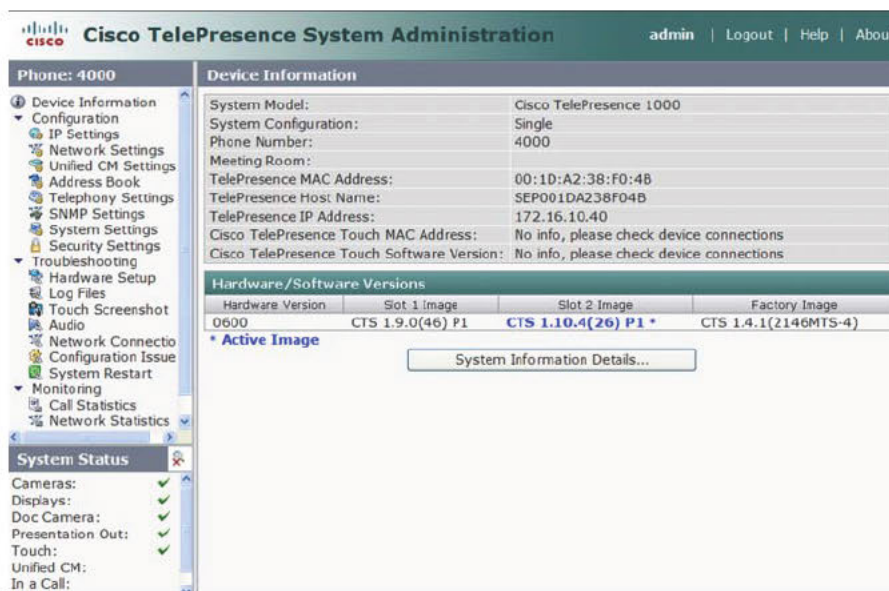 CISCO Cisco TelePresence System Administration admin | Logout | Help | Abou
Phone: 4000
Device Information
Configuration
IP Settings
Network Settings
Unified CM Settings
Address Book
Telephony Settings
SNMP Settings
System Settings
Security Settings
Troubleshooting
Hardware Setup
Log Files
Touch Screenshot
Audio
Network Connectio
Configuration Issue
System Restart
Monitoring
Call Statistics
Network Statistics
System Status
Cameras:
Displays:
Doc Camera:
Presentation Out:
Touch:
Unified CM:
In a Call:
Device Information
System Model: Cisco TelePresence 1000
System Configuration: Single
Phone Number: 4000
Meeting Room:
TelePresence MAC Address: 00:1D:A2:38:F0:4B
TelePresence Host Name: SEP001DA238F04B
TelePresence IP Address: 172.16.10.40
Cisco TelePresence Touch MAC Address: No info, please check device connections
Cisco TelePresence Touch Software Version: No info, please check device connections
Hardware/Software Versions
Hardware Version Slot 1 Image Slot 2 Image Factory Image
0600 CTS 1.9.0(46) P1 CTS 1.10.4(26) P1 * CTS 1.4.1(2146MTS-4)
* Active Image
System Information Details...